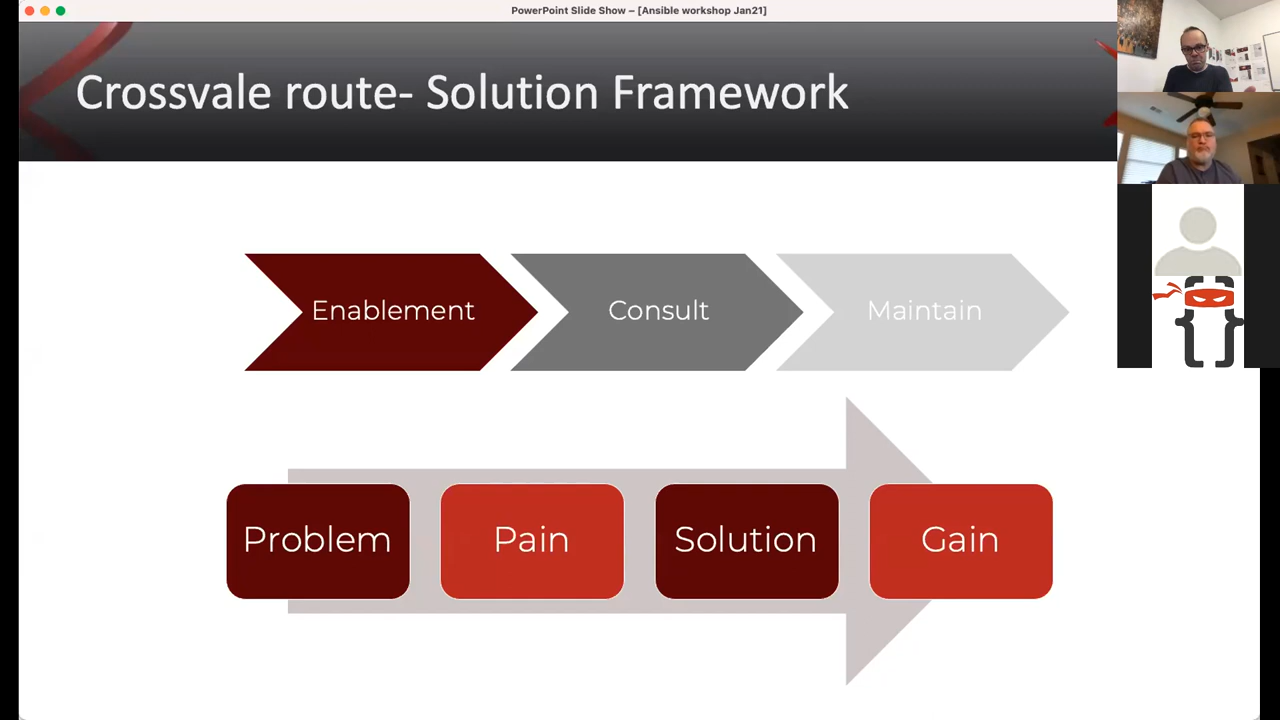 PowerPoint Slide Show – [Ansible workshop Jan21]
Crossvale route- Solution Framework
Enablement
Consult
Maintain
Problem
Pain
Solution
Gain